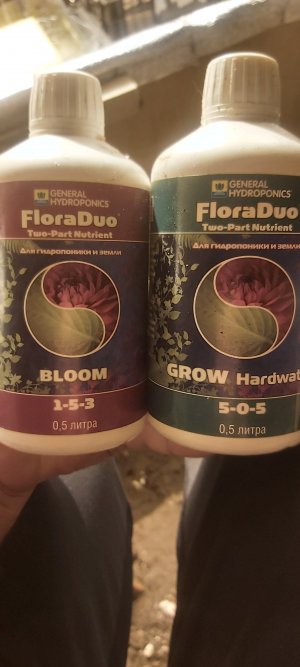 GENERAL
HYDROPONICS
FloraDuo
Two-Part Nutrient
Для гидропоники и земли
BLOOM
1-5-3
0,5 литра
GENERAL
HYDROPONICS
FloraDuo
Two-Part Nutrient
Для гидропоники и земли
GROW Hardwat
5-0-5
0,5 литра